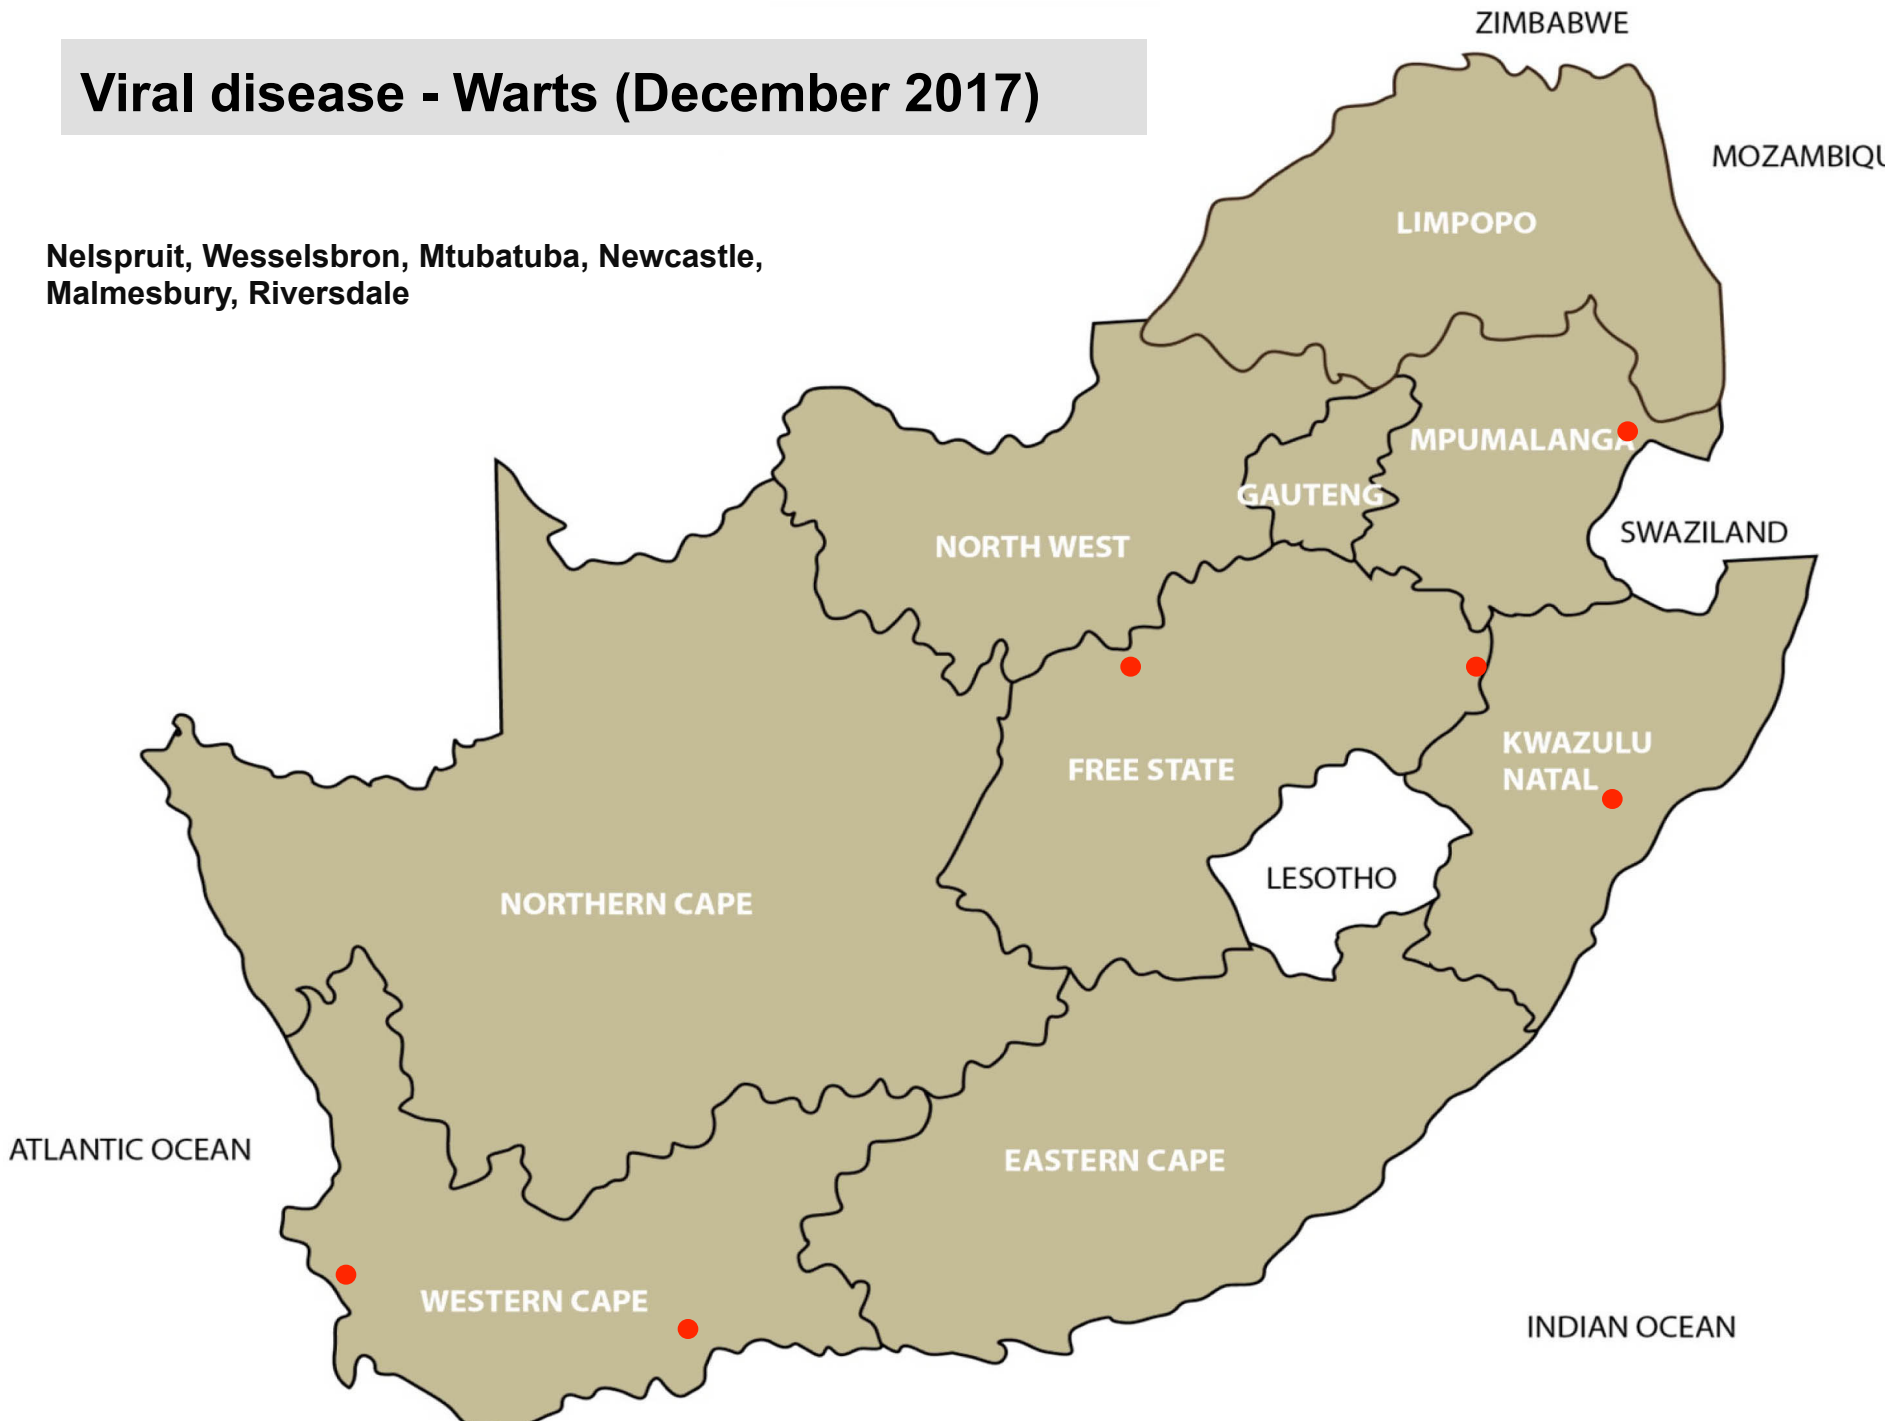 ZIMBABWE
Viral disease - Warts (December 2017)
MOZAMBIQU
LIMPOPO
Nelspruit, Wesselsbron, Mtubatuba, Newcastle,
Malmesbury, Riversdale
MPUMALANGA
GAUTENG
SWAZILAND
NORTH WEST
KWAZULU
NATAL
FREE STATE
LESOTHO
NORTHERN CAPE
ATLANTIC OCEAN
EASTERN CAPE
WESTERN CAPE
INDIAN OCEAN